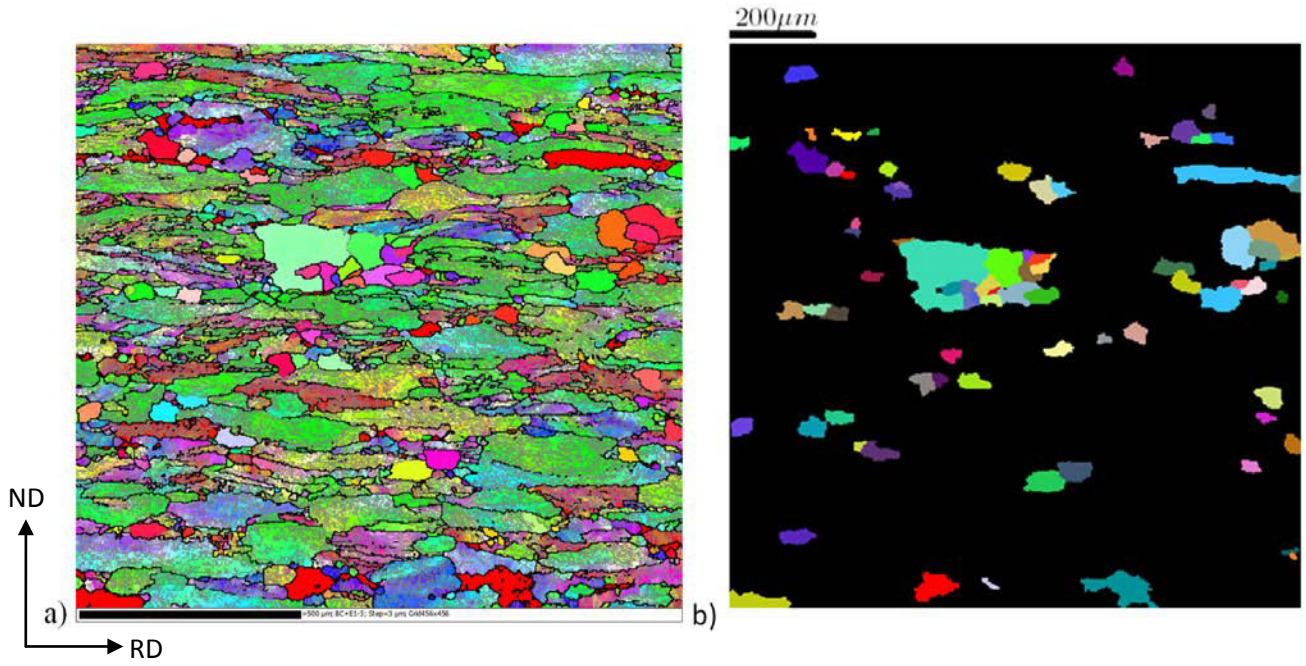 200μm
ND
a)
=500 μm; BC+E1-3; Step=3 μm; Grid456x456
b)
RD